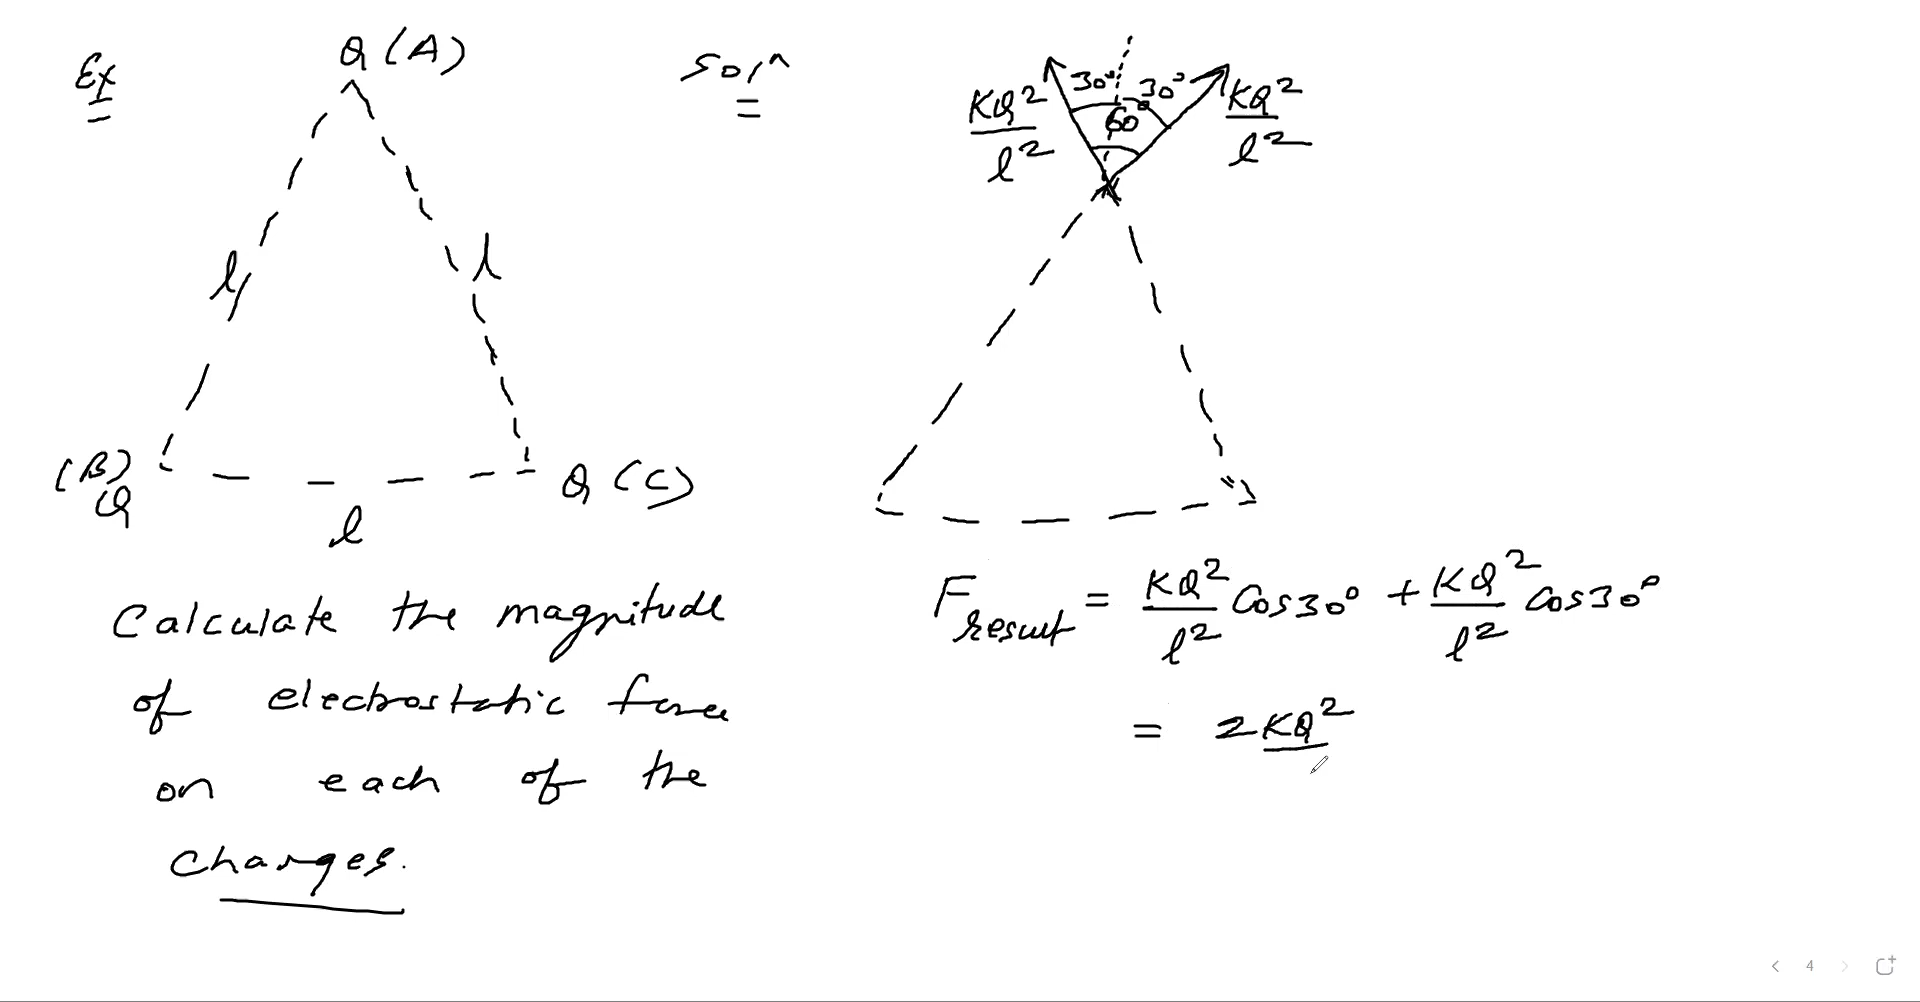 Ex
Q (A)
l
l
(B)
Q
l
Q (C)
Calculate the magnitude
of electrostatic force
on each of the
charges.
Solⁿ
30° 30°
60°
KQ²/l²
KQ²/l²
F result = KQ²/l² Cos30° + KQ²/l² Cos30°
= 2KQ²
4